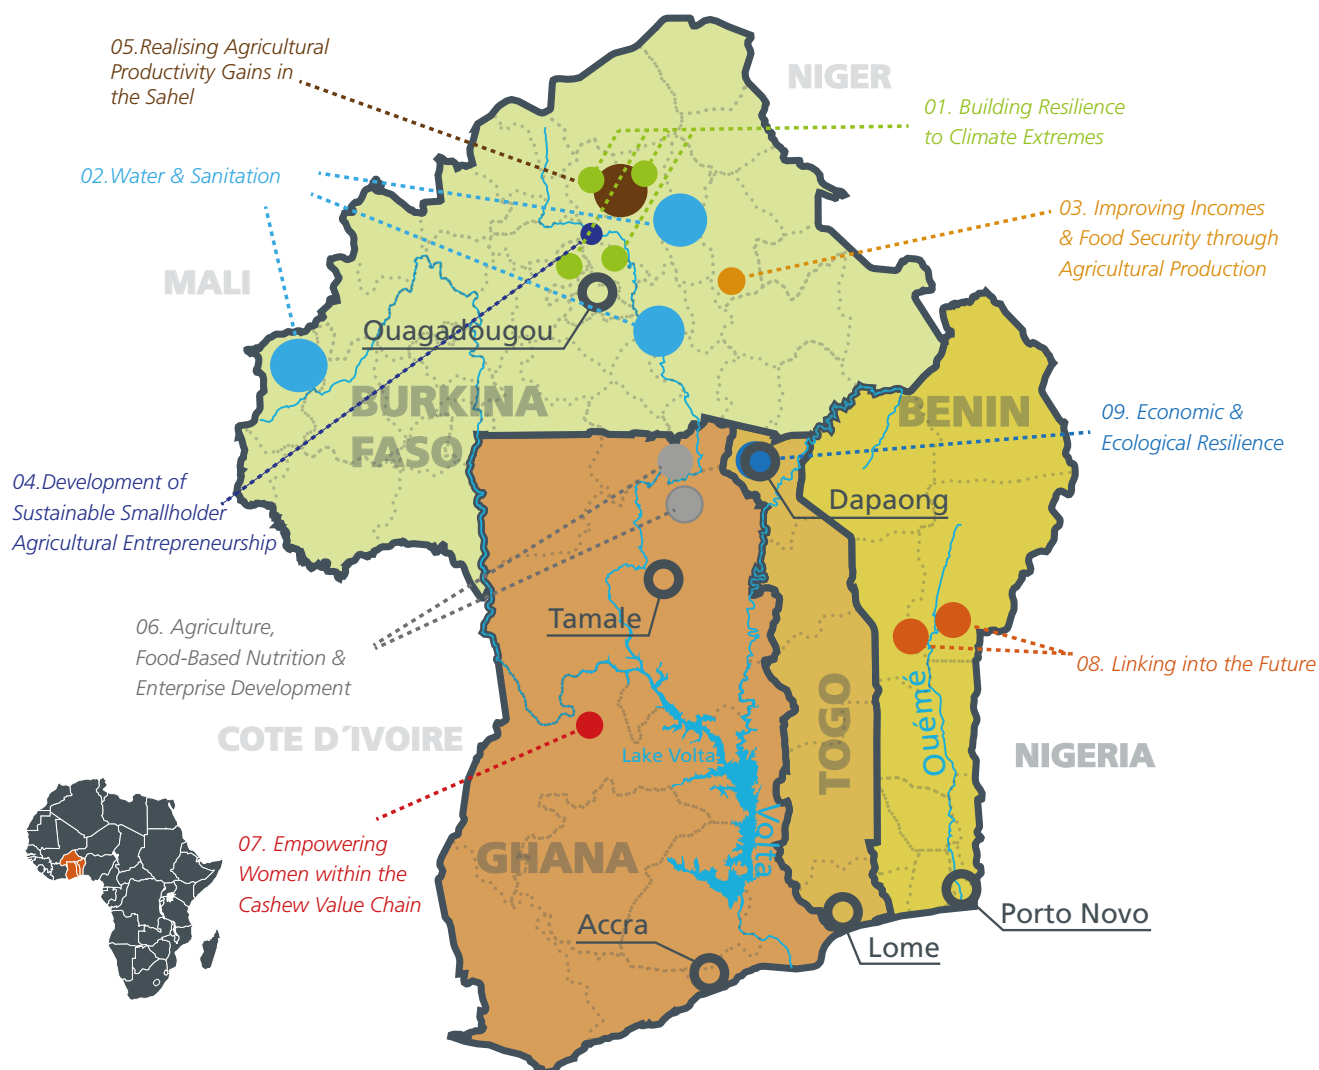 05.Realising Agricultural
Productivity Gains in
the Sahel
NIGER
01. Building Resilience
to Climate Extremes
02.Water & Sanitation
03. Improving Incomes
& Food Security through
Agricultural Production
MALI
Ouagadougou
BURKINA
FASO
BENIN
09. Economic &
Ecological Resilience
04.Development of
Sustainable Smallholder
Agricultural Entrepreneurship
Dapaong
Tamale
06. Agriculture,
Food-Based Nutrition &
Enterprise Development
08. Linking into the Future
COTE D´IVOIRE
TOGO
Ouémé
NIGERIA
Lake Volta
Volta
07. Empowering
Women within the
Cashew Value Chain
GHANA
Accra
Lome
Porto Novo